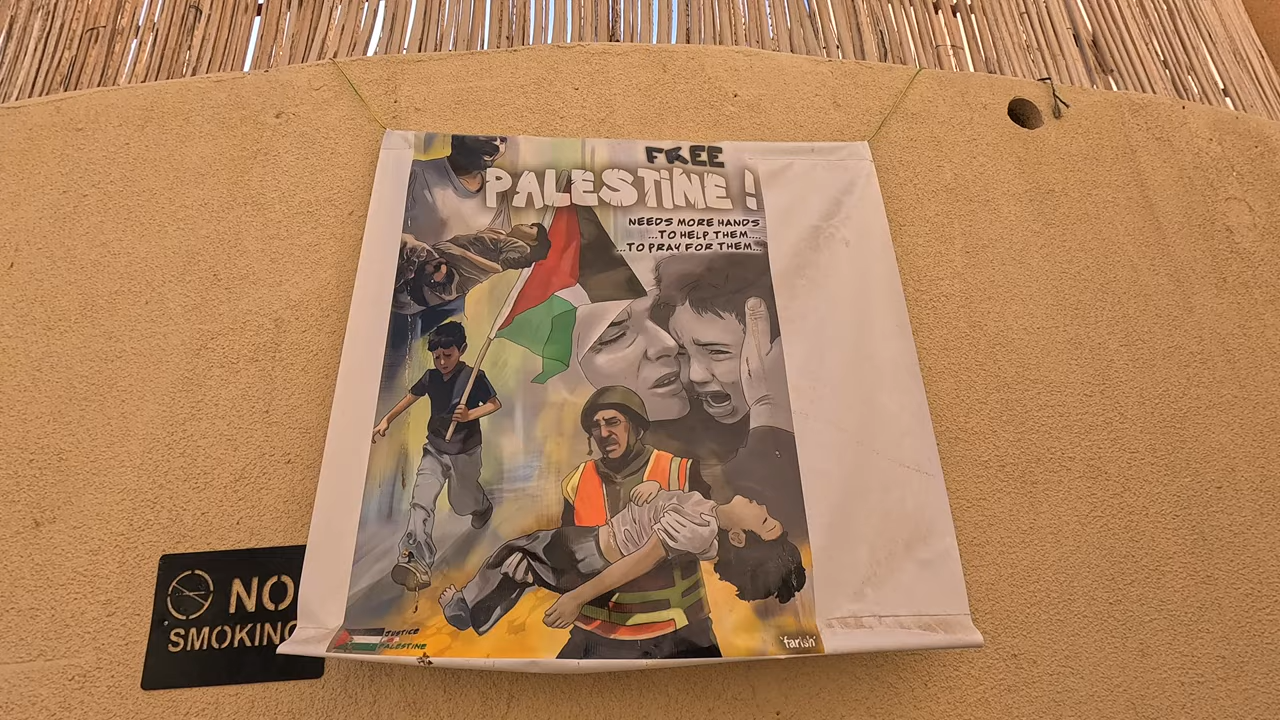 FREE
PALESTINE !
NEEDS MORE HANDS
...TO HELP THEM....
...TO PRAY FOR THEM...
NO
SMOKING
JUSTICE
PALESTINE
'farish'